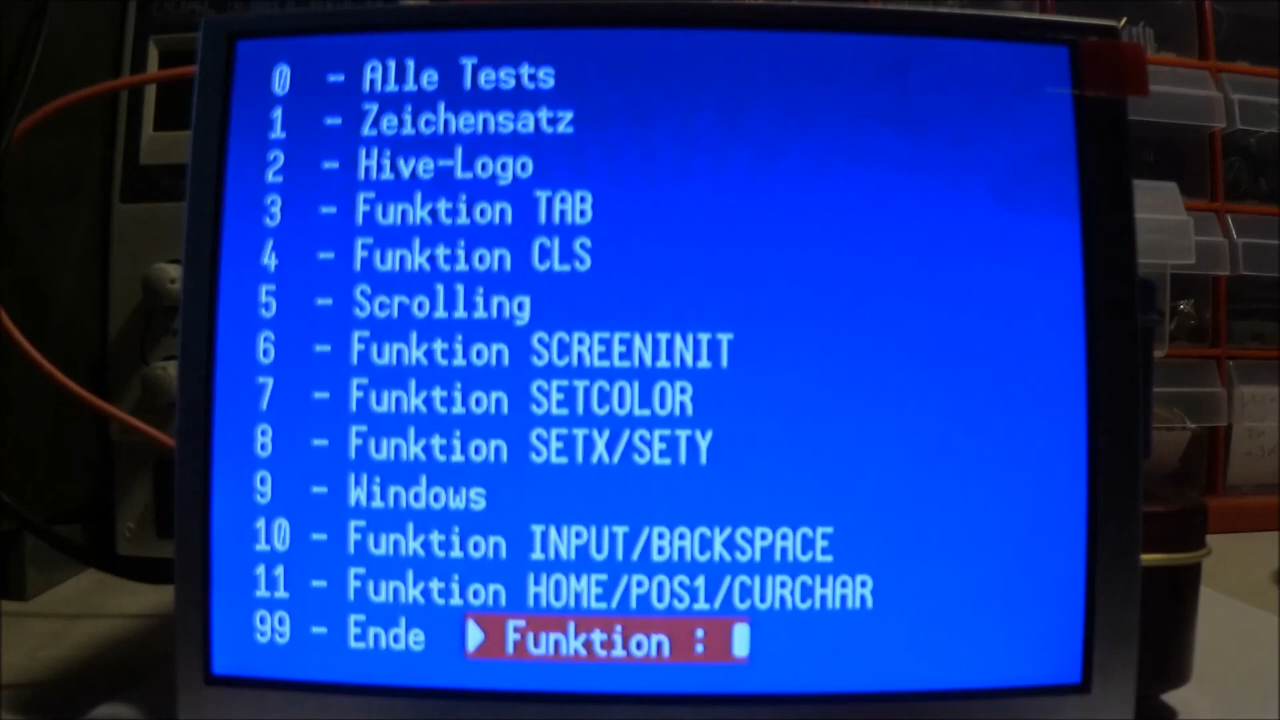 0 - Alle Tests
1 - Zeichensatz
2 - Hive-Logo
3 - Funktion TAB
4 - Funktion CLS
5 - Scrolling
6 - Funktion SCREENINIT
7 - Funktion SETCOLOR
8 - Funktion SETX/SETY
9 - Windows
10 - Funktion INPUT/BACKSPACE
11 - Funktion HOME/POS1/CURCHAR
99 - Ende ▶ Funktion :